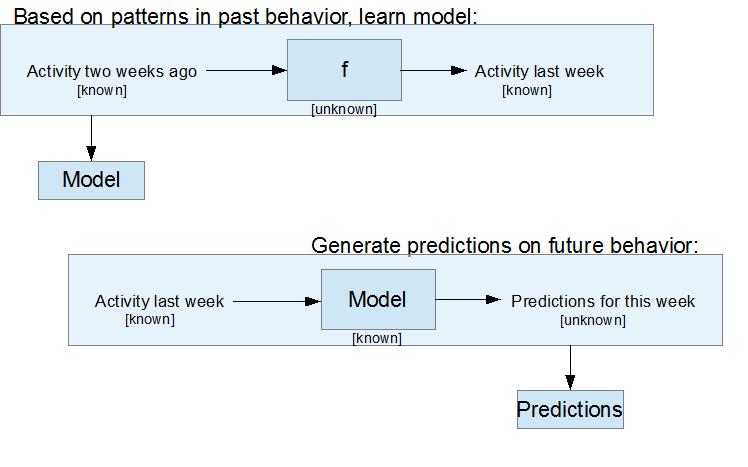 Based on patterns in past behavior, learn model:
Activity two weeks ago
[known]
f
[unknown]
Activity last week
[known]
Model
Generate predictions on future behavior:
Activity last week
[known]
Model
[known]
Predictions for this week
[unknown]
Predictions